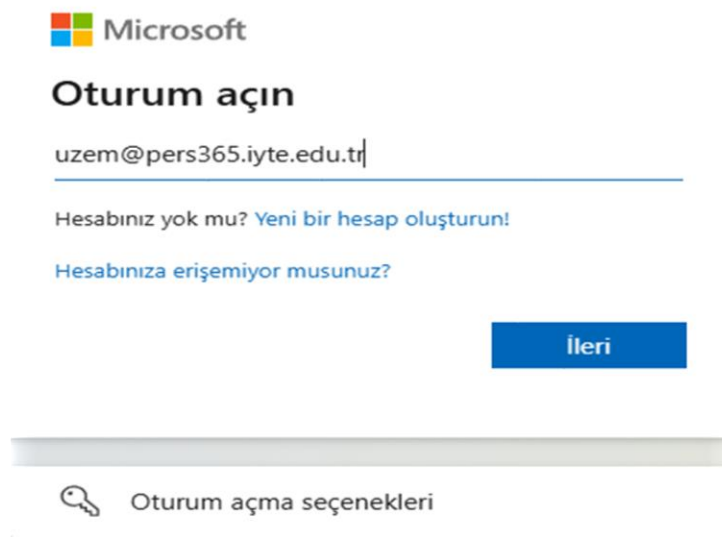 Microsoft
Oturum açın
uzem@pers365.iyte.edu.tr
Hesabınız yok mu? Yeni bir hesap oluşturun!
Hesabınıza erişemiyor musunuz?
İleri
Oturum açma seçenekleri